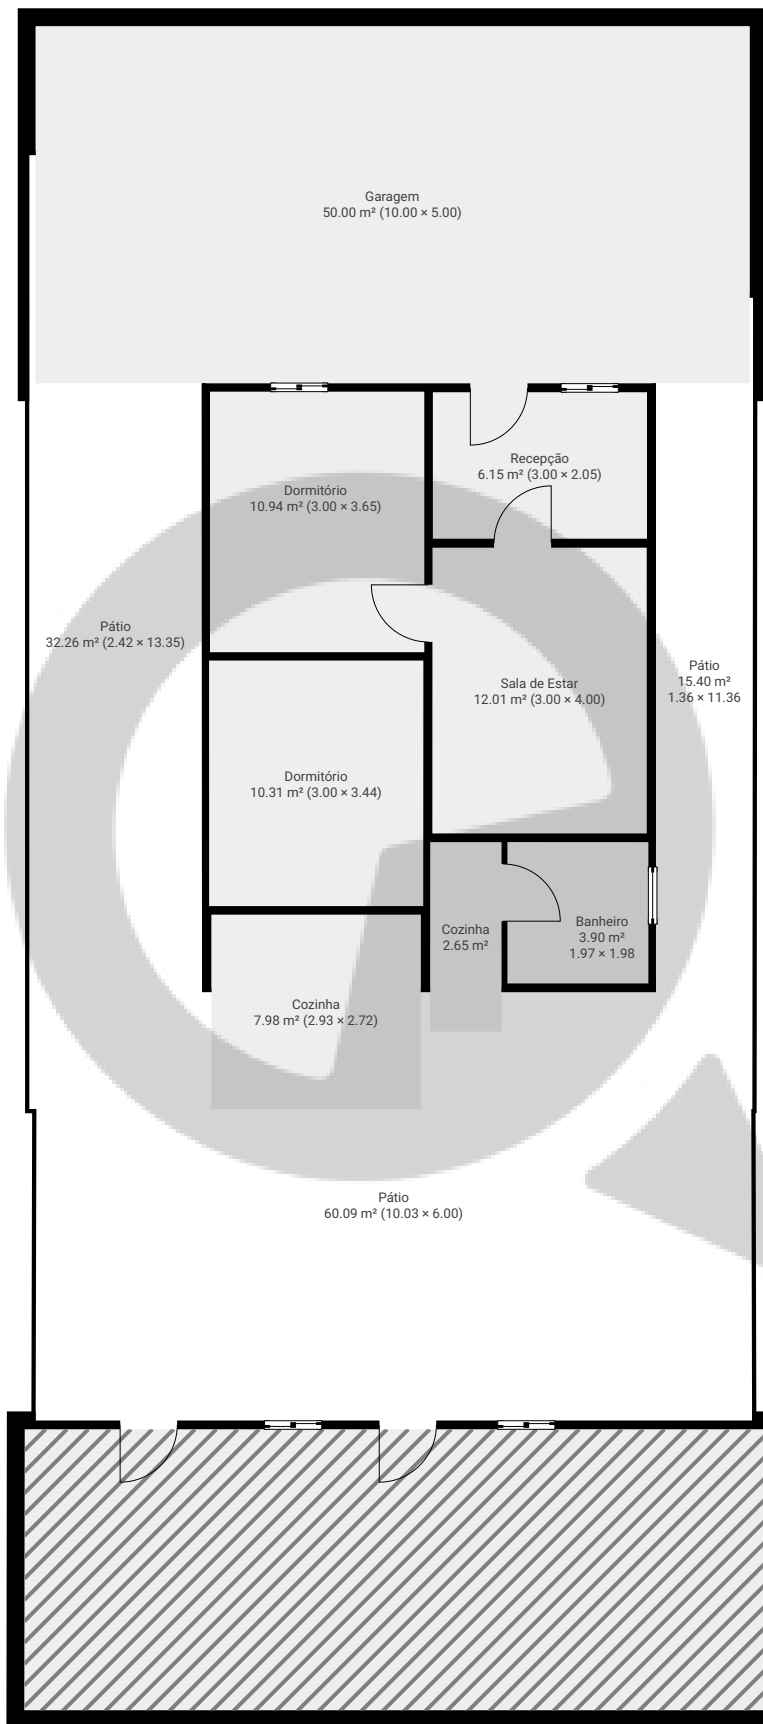 Garagem
50.00 m² (10.00 × 5.00)
Recepção
6.15 m² (3.00 × 2.05)
Dormitório
10.94 m² (3.00 × 3.65)
Pátio
32.26 m² (2.42 × 13.35)
Sala de Estar
12.01 m² (3.00 × 4.00)
Pátio
15.40 m²
1.36 × 11.36
Dormitório
10.31 m² (3.00 × 3.44)
Cozinha
2.65 m²
Banheiro
3.90 m²
1.97 × 1.98
Cozinha
7.98 m² (2.93 × 2.72)
Pátio
60.09 m² (10.03 × 6.00)